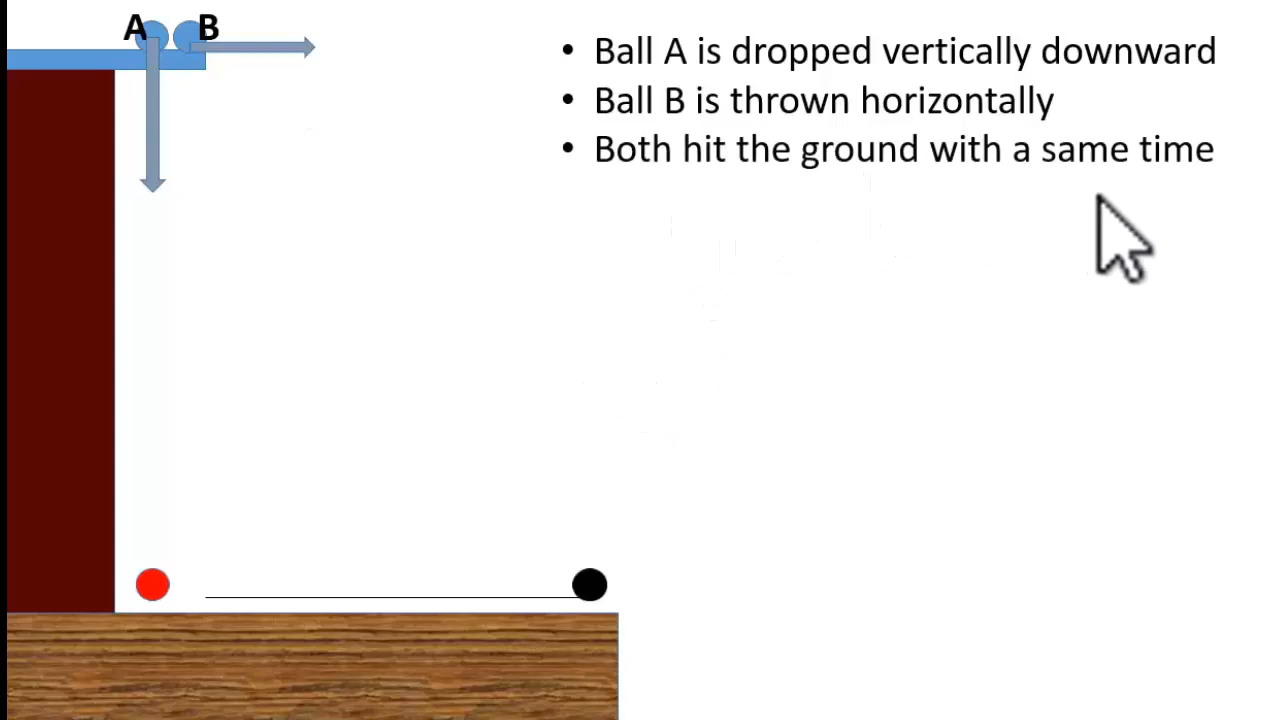 A B
• Ball A is dropped vertically downward
• Ball B is thrown horizontally
• Both hit the ground with a same time